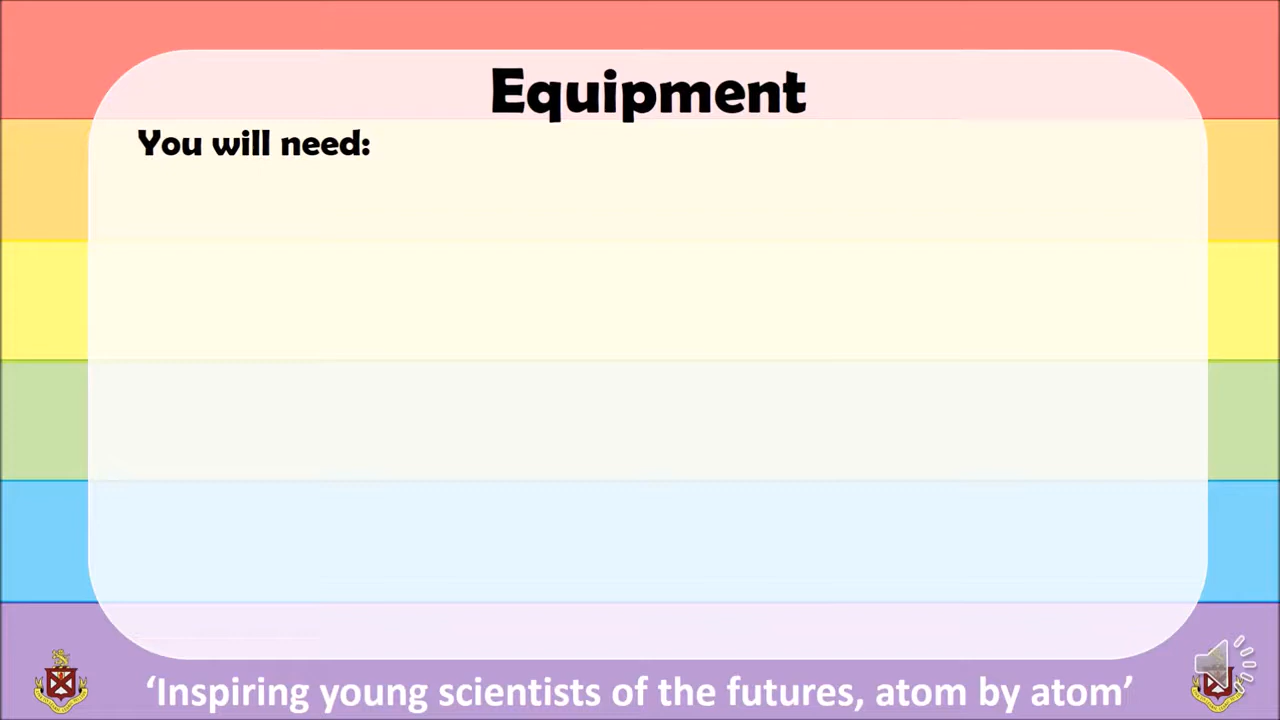 Equipment
You will need:
‘Inspiring young scientists of the futures, atom by atom’